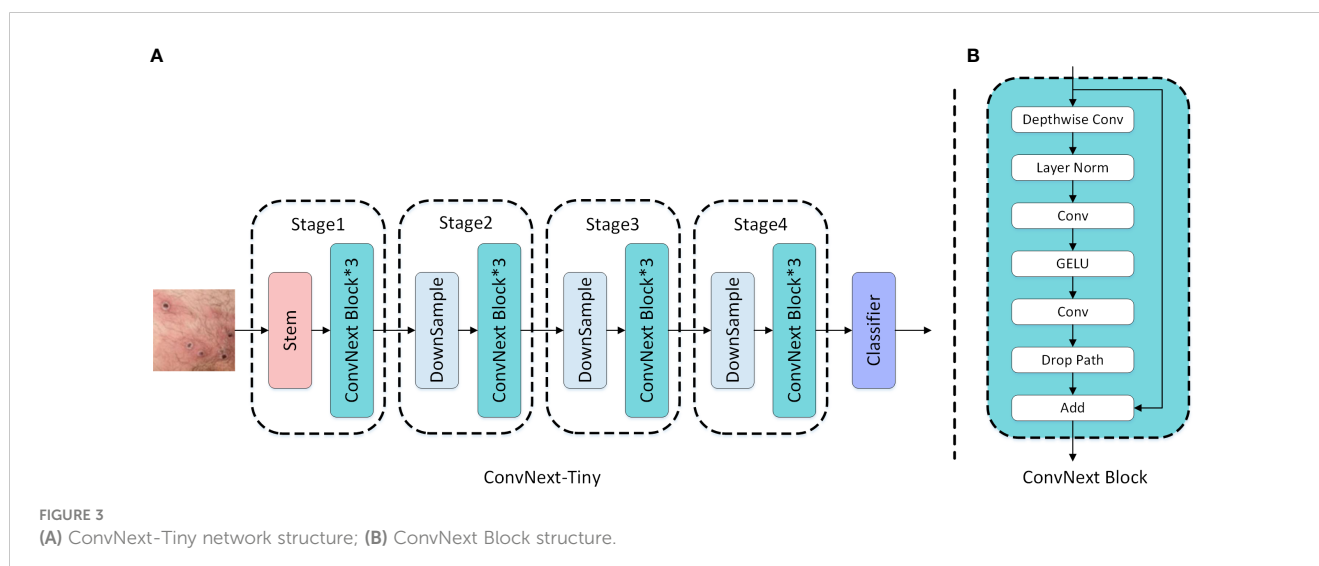 A
Stage1
Stem
ConvNext Block*3
Stage2
DownSample
ConvNext Block*3
Stage3
DownSample
ConvNext Block*3
Stage4
DownSample
ConvNext Block*3
Classifier
ConvNext-Tiny
B
Depthwise Conv
Layer Norm
Conv
GELU
Conv
Drop Path
Add
ConvNext Block
FIGURE 3
(A) ConvNext-Tiny network structure; (B) ConvNext Block structure.